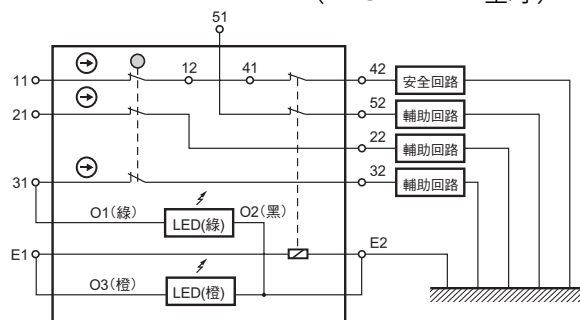 51
11
12
41
42
安全回路
21
52
輔助回路
22
輔助回路
31
32
輔助回路
O1(綠)
LED(綠)
O2(黑)
E1
E2
O3(橙)
LED(橙)